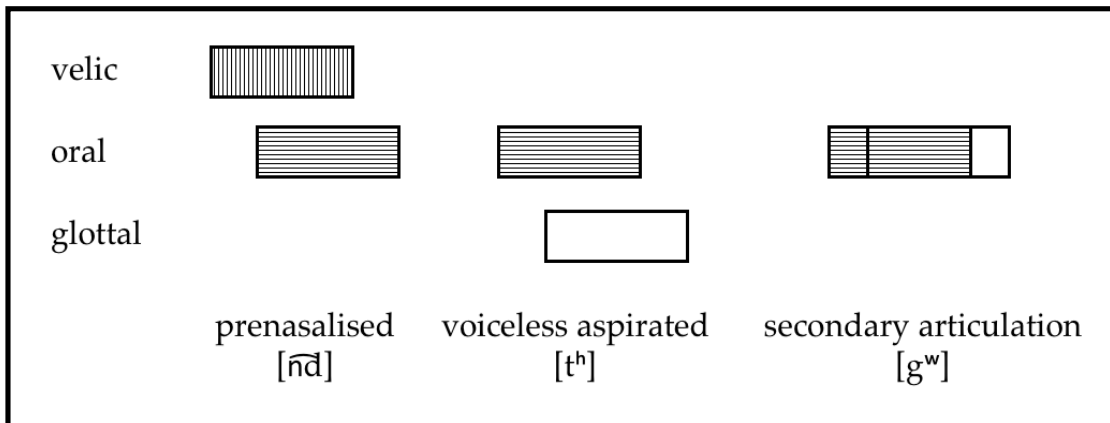 velic
oral
glottal
prenasalised voiceless aspirated secondary articulation
[n͡d] [tʰ] [gʷ]